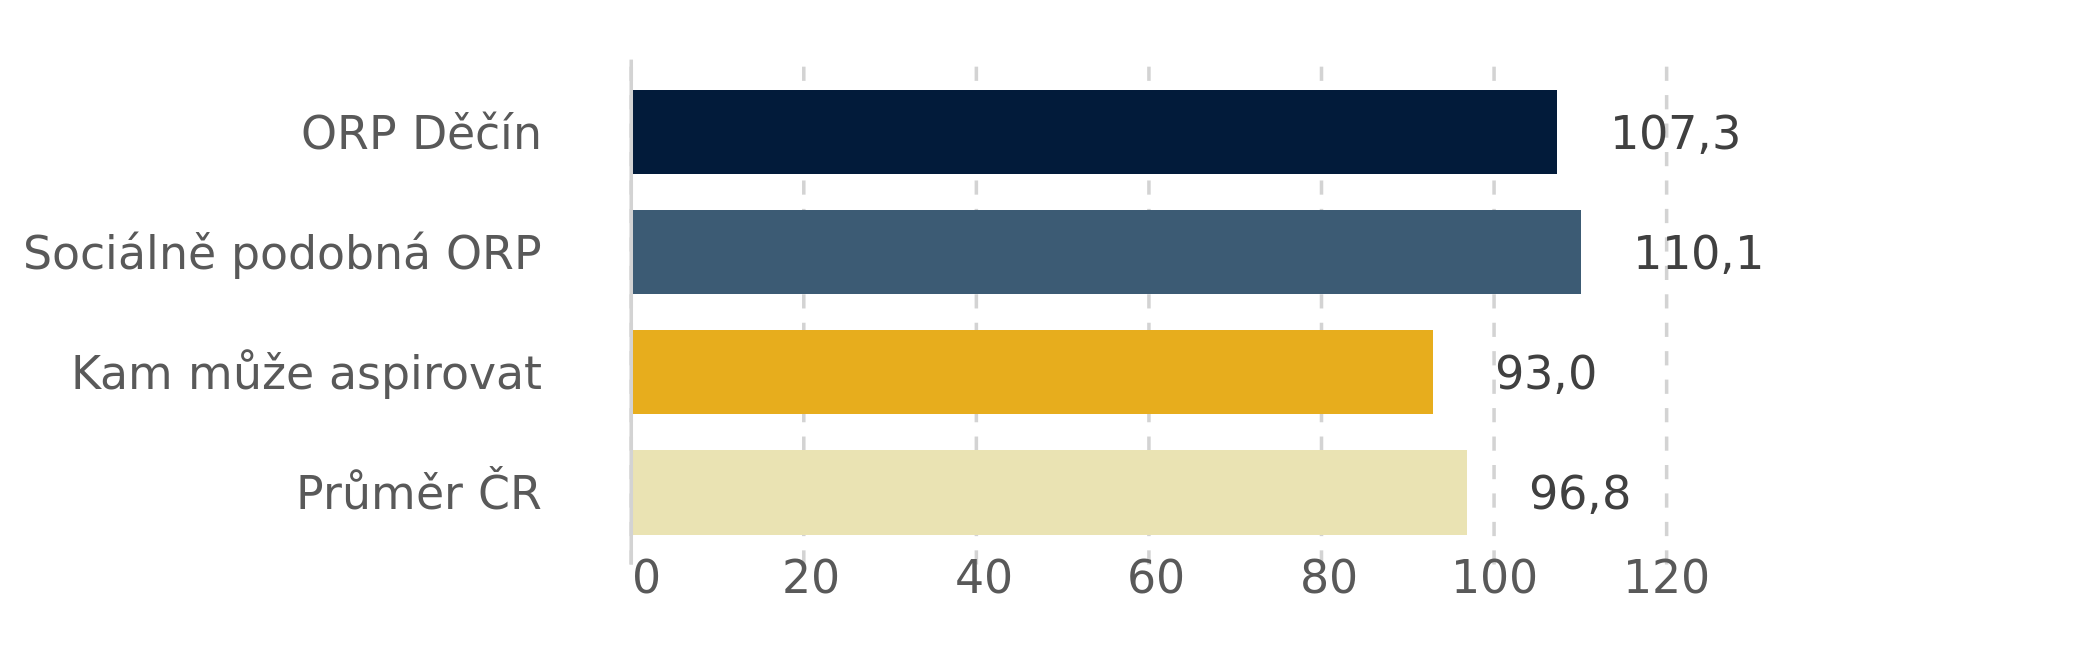 ORP Děčín 107,3
Sociálně podobná ORP 110,1
Kam může aspirovat 93,0
Průměr ČR 96,8
0 20 40 60 80 100 120